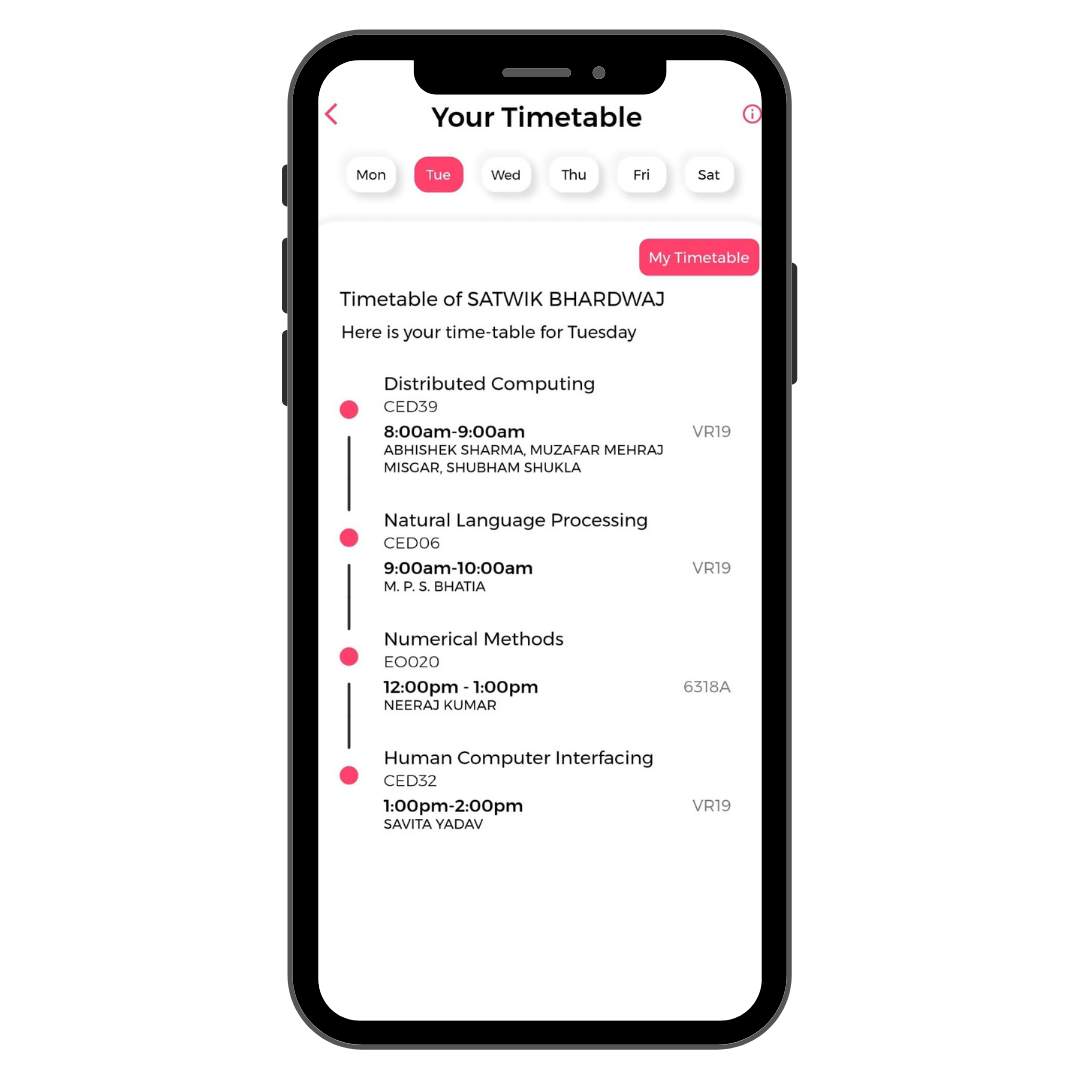 Your Timetable
Mon Tue Wed Thu Fri Sat
My Timetable
Timetable of SATWIK BHARDWAJ
Here is your time-table for Tuesday
Distributed Computing
CED39
8:00am-9:00am VR19
ABHISHEK SHARMA, MUZAFAR MEHRAJ
MISGAR, SHUBHAM SHUKLA
Natural Language Processing
CED06
9:00am-10:00am VR19
M. P. S. BHATIA
Numerical Methods
EO020
12:00pm - 1:00pm 6318A
NEERAJ KUMAR
Human Computer Interfacing
CED32
1:00pm-2:00pm VR19
SAVITA YADAV